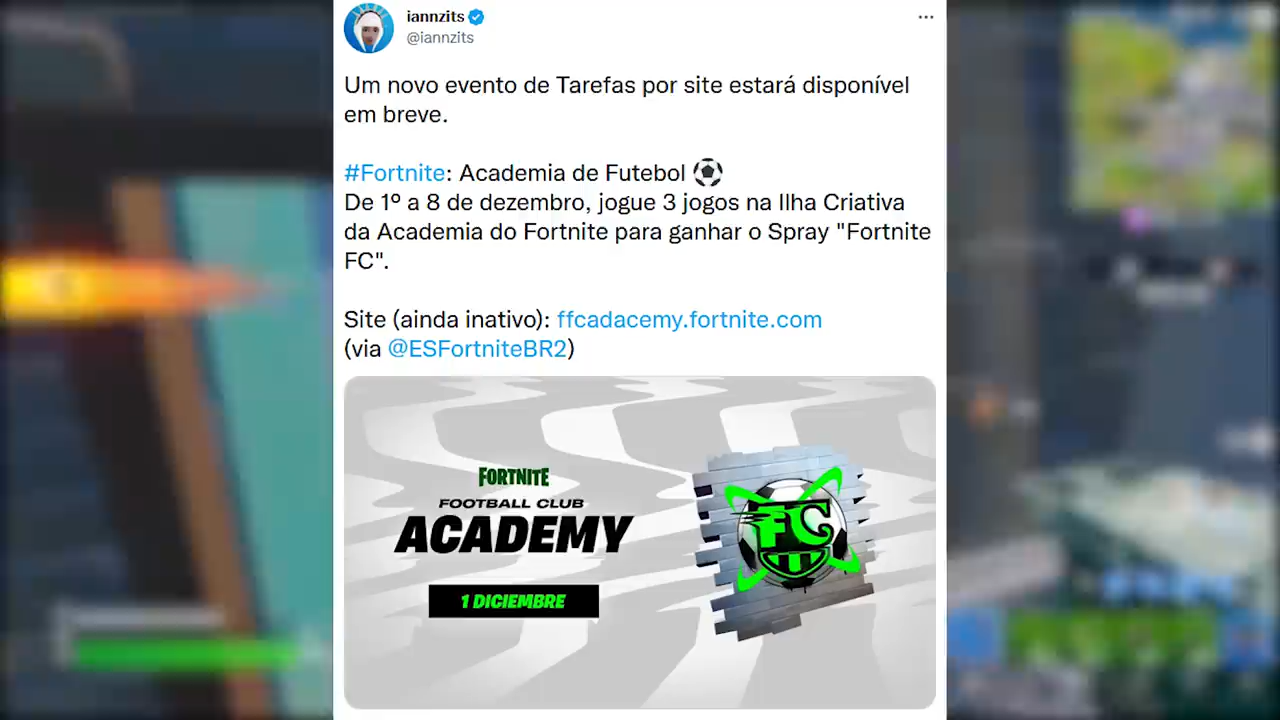 iannzits
@iannzits
Um novo evento de Tarefas por site estará disponível
em breve.
#Fortnite: Academia de Futebol
De 1º a 8 de dezembro, jogue 3 jogos na Ilha Criativa
da Academia do Fortnite para ganhar o Spray "Fortnite
FC".
Site (ainda inativo): ffcadacemy.fortnite.com
(via @ESFortniteBR2)
FORTNITE
FOOTBALL CLUB
ACADEMY
1 DICIEMBRE
FC